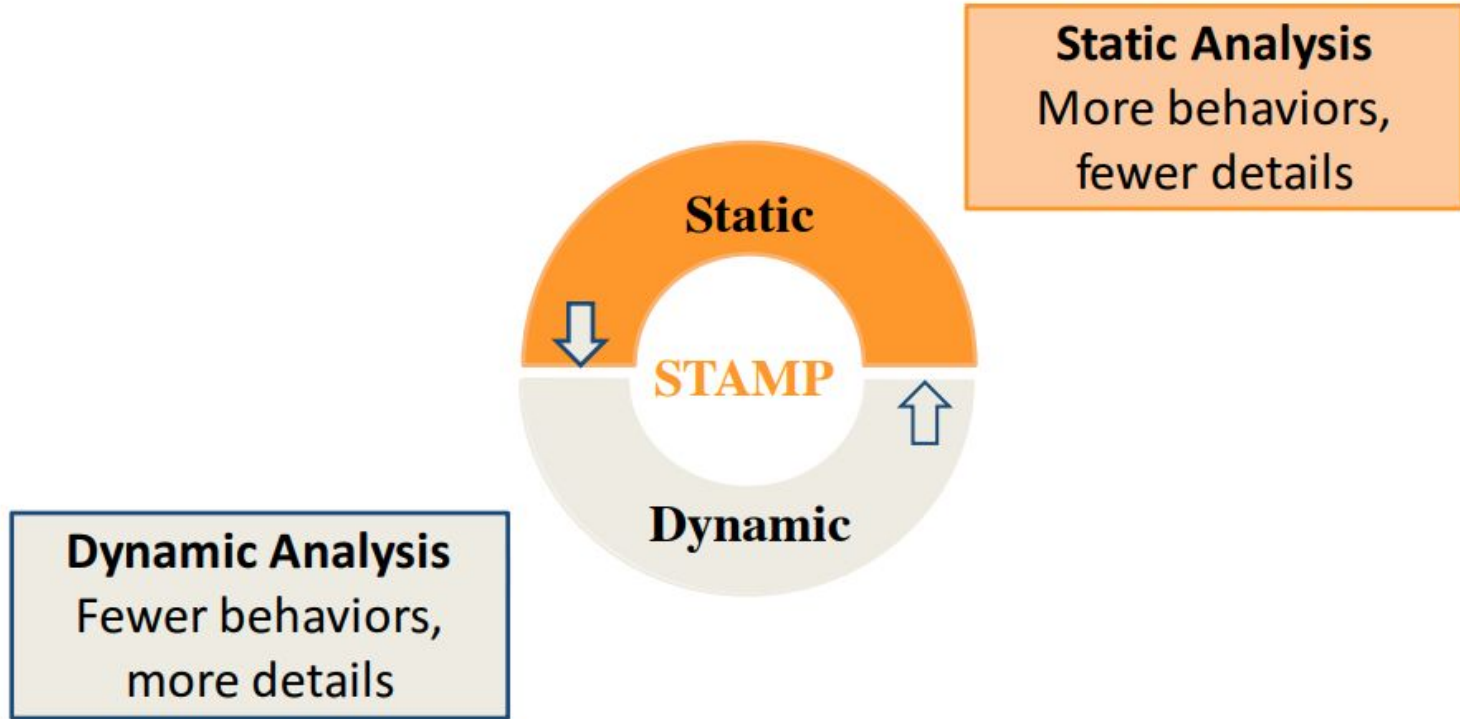 Static Analysis
More behaviors,
fewer details
Static
STAMP
Dynamic
Dynamic Analysis
Fewer behaviors,
more details